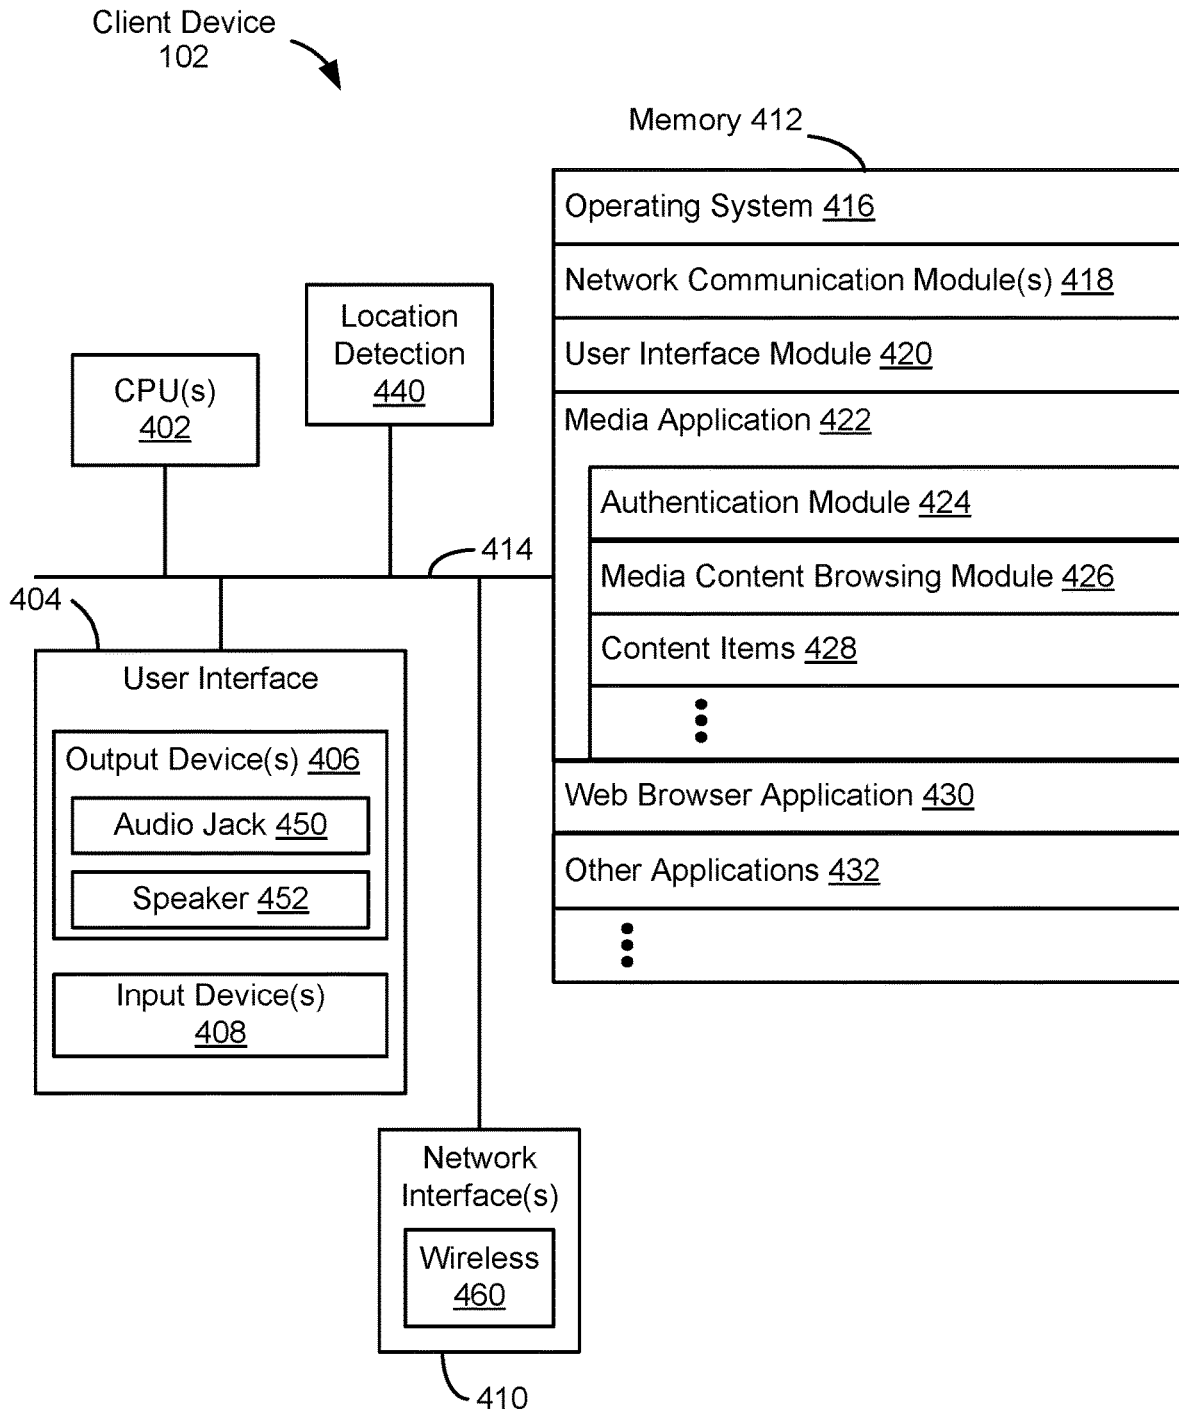 Client Device
102
Memory 412
Operating System 416
Network Communication Module(s) 418
User Interface Module 420
Media Application 422
Authentication Module 424
Media Content Browsing Module 426
Content Items 428
Web Browser Application 430
Other Applications 432
Location
Detection
440
CPU(s)
402
414
404
User Interface
Output Device(s) 406
Audio Jack 450
Speaker 452
Input Device(s)
408
Network
Interface(s)
Wireless
460
410